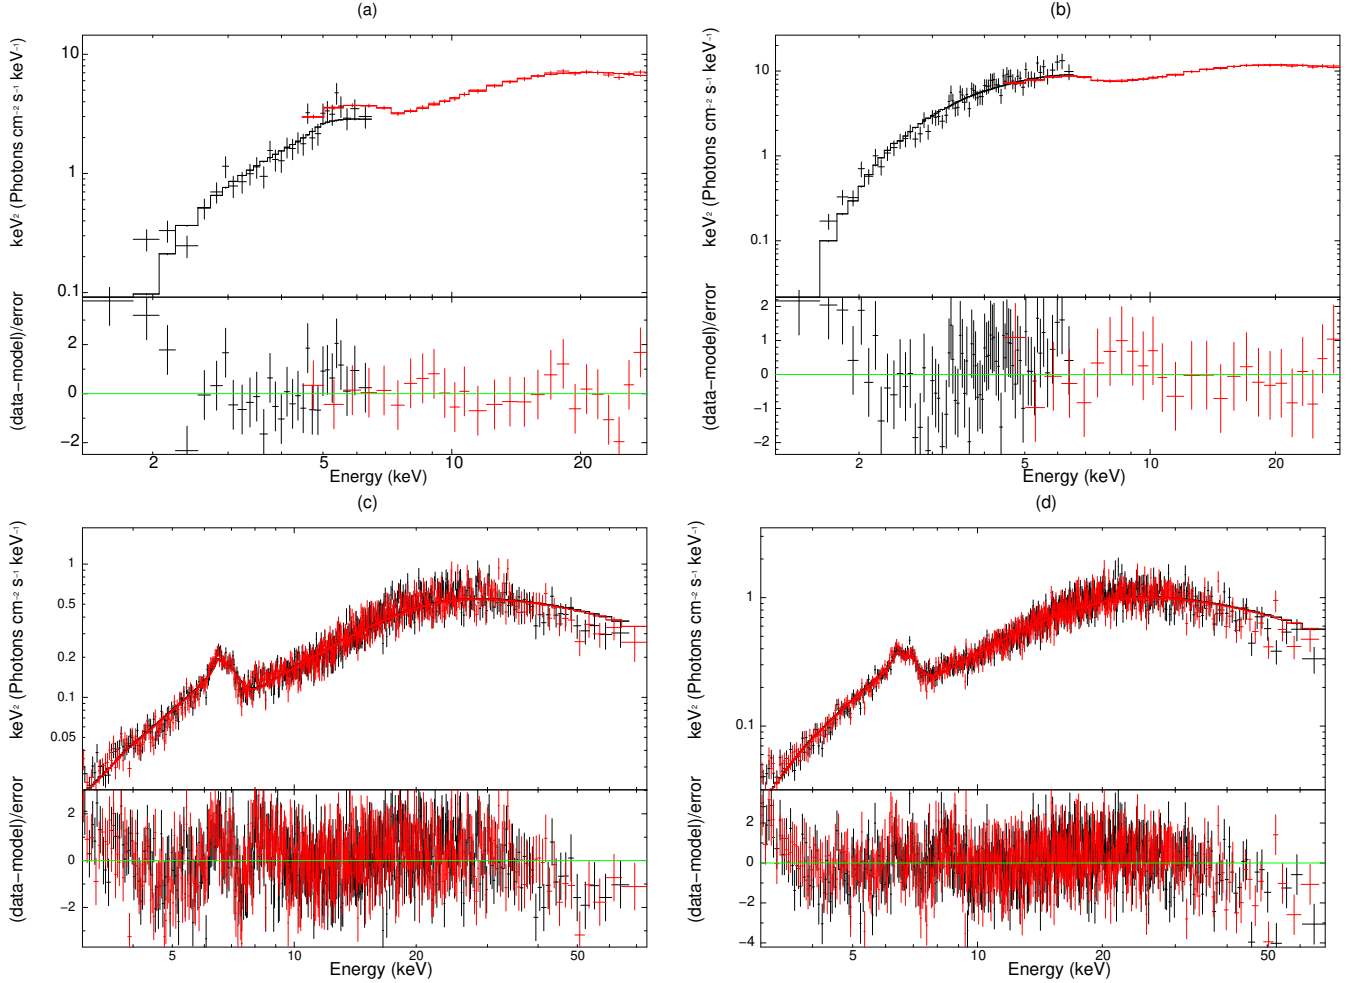 (a)
keV² (Photons cm⁻² s⁻¹ keV⁻¹)
10
1
0.1
(data−model)/error
2
0
−2
2
5
10
20
Energy (keV)
(b)
keV² (Photons cm⁻² s⁻¹ keV⁻¹)
10
1
0.1
(data−model)/error
2
1
0
−1
−2
2
5
10
20
Energy (keV)
(c)
keV² (Photons cm⁻² s⁻¹ keV⁻¹)
1
0.5
0.2
0.1
0.05
(data−model)/error
2
0
−2
5
10
20
50
Energy (keV)
(d)
keV² (Photons cm⁻² s⁻¹ keV⁻¹)
1
0.1
(data−model)/error
2
0
−2
−4
5
10
20
50
Energy (keV)